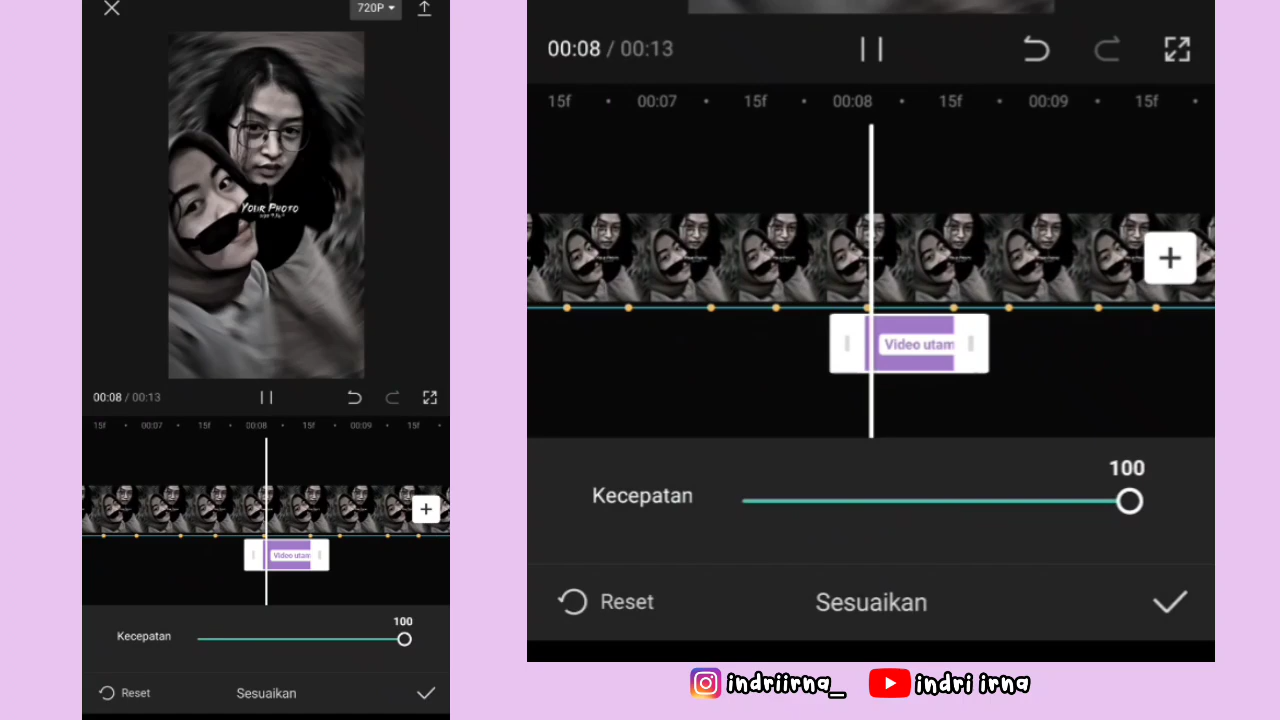 720P
YOUR PHOTO
00:08 / 00:13
15f 00:07 15f 00:08 15f 00:09 15f
Video utam
100
Kecepatan
Reset Sesuaikan
00:08 / 00:13
15f 00:07 15f 00:08 15f 00:09 15f
Video utam
100
Kecepatan
Reset Sesuaikan
indriirna_ indri irna